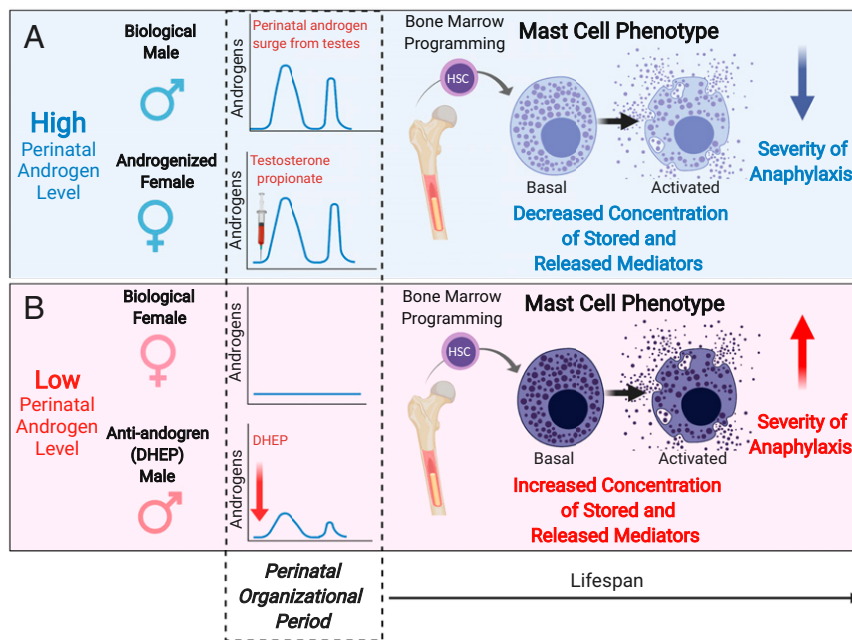 A
Biological
Male
High
Perinatal
Androgen
Level
Androgenized
Female
Androgens
Perinatal androgen
surge from testes
Androgens
Testosterone
propionate
Bone Marrow
Programming
HSC
Mast Cell Phenotype
Basal
Activated
Decreased Concentration
of Stored and
Released Mediators
Severity of
Anaphylaxis
B
Biological
Female
Low
Perinatal
Androgen
Level
Anti-andogren
(DHEP)
Male
Androgens
Androgens
DHEP
Bone Marrow
Programming
HSC
Mast Cell Phenotype
Basal
Activated
Increased Concentration
of Stored and
Released Mediators
Severity of
Anaphylaxis
Perinatal
Organizational
Period
Lifespan